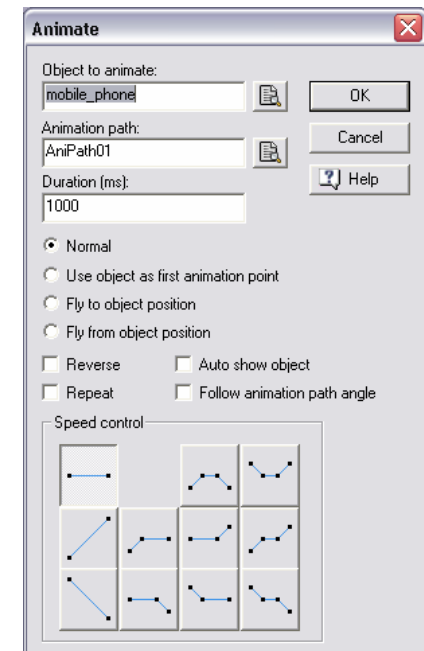 Animate
Object to animate:
mobile_phone
OK
Animation path:
Cancel
AniPath01
Help
Duration (ms):
1000
Normal
Use object as first animation point
Fly to object position
Fly from object position
Reverse
Auto show object
Repeat
Follow animation path angle
Speed control